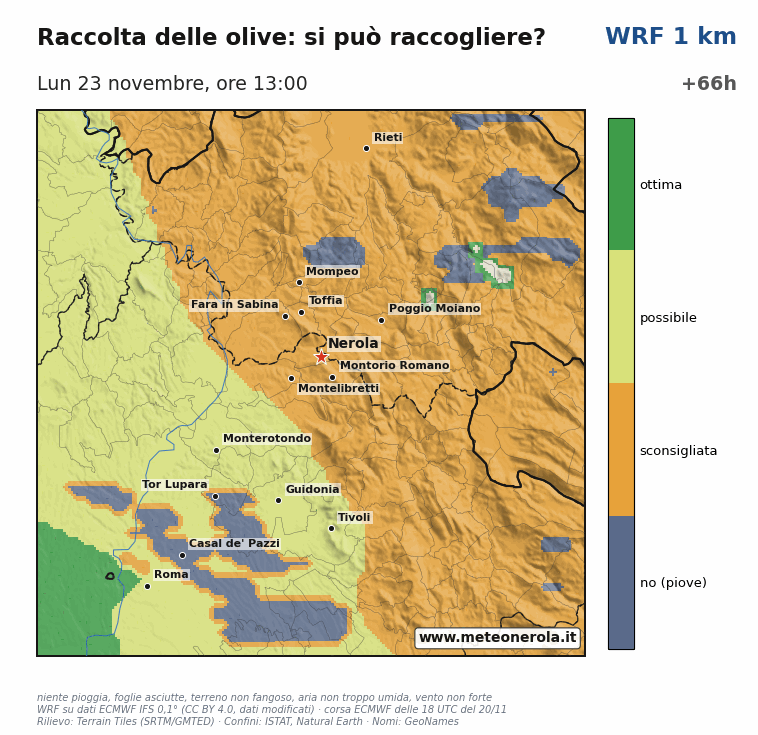 Raccolta delle olive: si può raccogliere?
WRF 1 km
Lun 23 novembre, ore 13:00
+66h
Rieti
Mompeo
Toffia
Fara in Sabina
Poggio Moiano
Nerola
Montorio Romano
Montelibretti
Monterotondo
Tor Lupara
Guidonia
Tivoli
Casal de' Pazzi
Roma
www.meteonerola.it
ottima
possibile
sconsigliata
no (piove)
niente pioggia, foglie asciutte, terreno non fangoso, aria non troppo umida, vento non forte
WRF su dati ECMWF IFS 0,1° (CC BY 4.0, dati modificati) · corsa ECMWF delle 18 UTC del 20/11
Rilievo: Terrain Tiles (SRTM/GMTED) · Confini: ISTAT, Natural Earth · Nomi: GeoNames